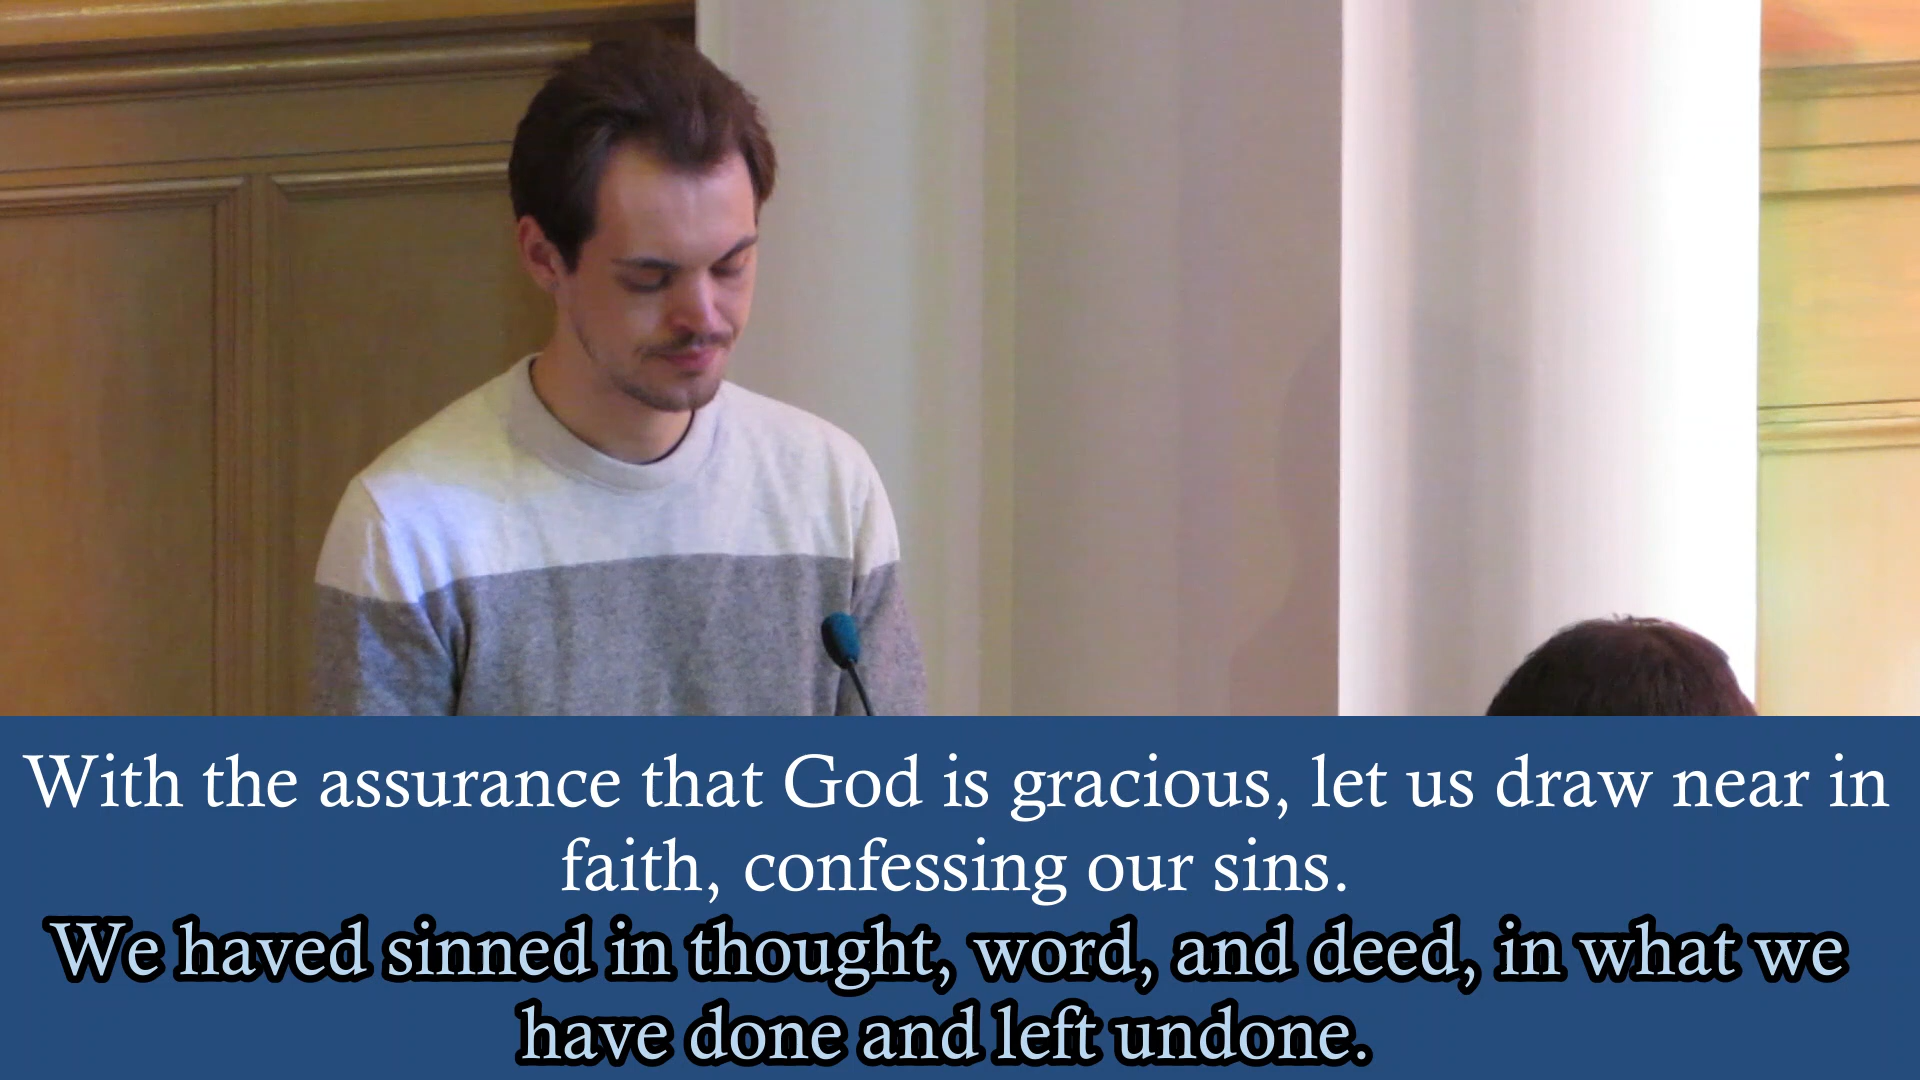 With the assurance that God is gracious, let us draw near in
faith, confessing our sins.
We haved sinned in thought, word, and deed, in what we
have done and left undone.